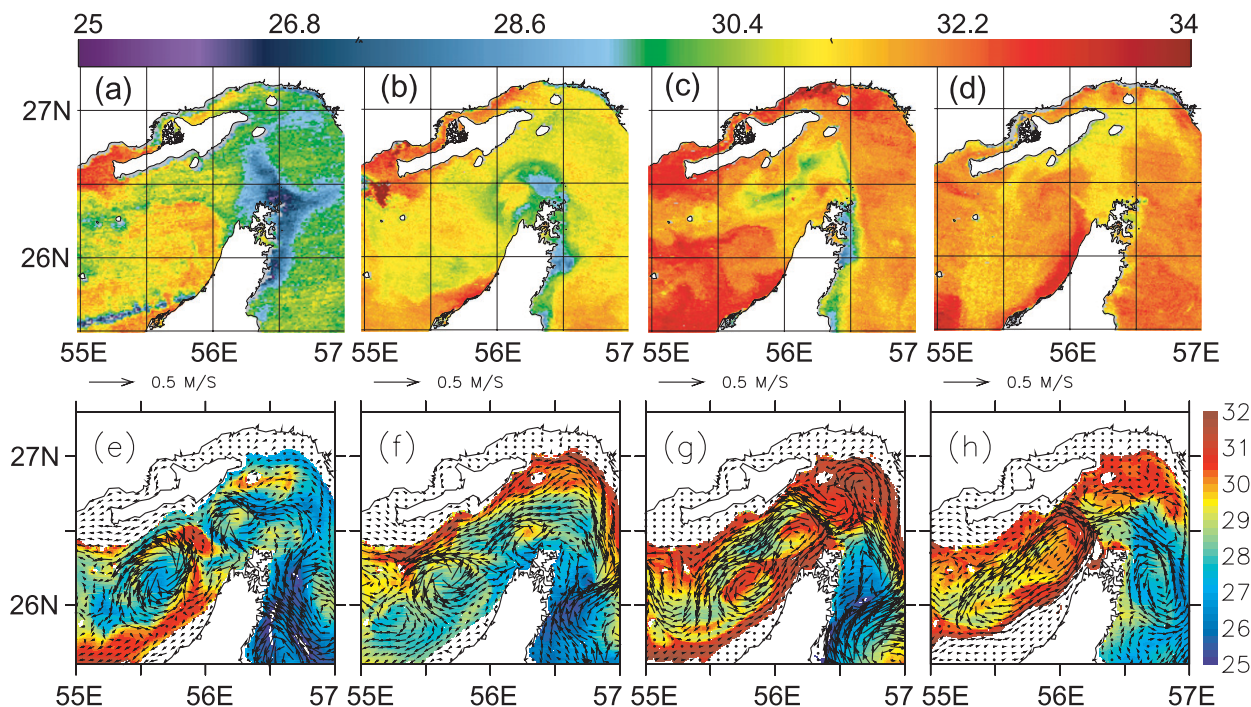 25 26.8 28.6 30.4 32.2 34
(a) (b) (c) (d)
27N
26N
55E 56E 57 55E 56E 57 55E 56E 57 55E 56E 57E
0.5 M/S 0.5 M/S 0.5 M/S 0.5 M/S
(e) (f) (g) (h)
32
31
27N
30
29
28
27
26N
26
25
55E 56E 57 55E 56E 57 55E 56E 57 55E 56E 57E